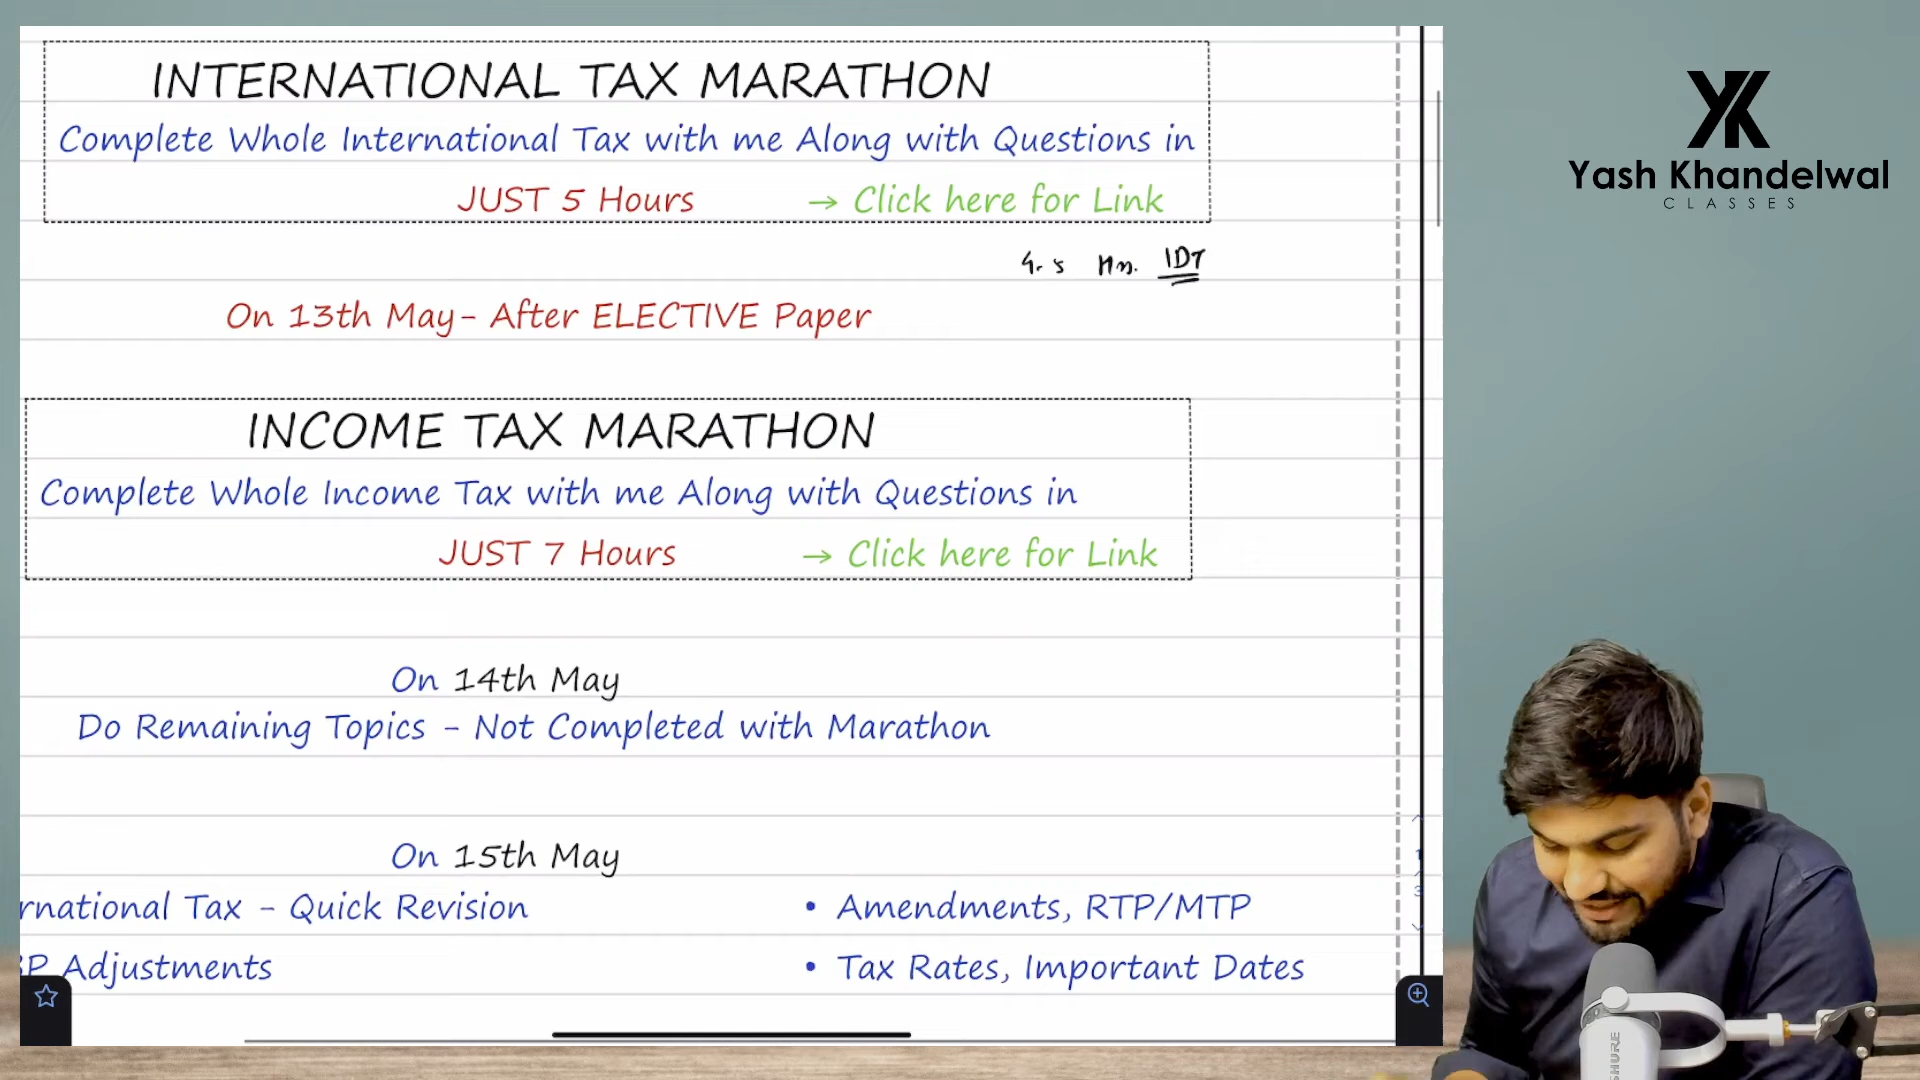 INTERNATIONAL TAX MARATHON
Complete Whole International Tax with me Along with Questions in
JUST 5 Hours → Click here for Link
IDT
On 13th May- After ELECTIVE Paper
INCOME TAX MARATHON
Complete Whole Income Tax with me Along with Questions in
JUST 7 Hours → Click here for Link
On 14th May
Do Remaining Topics - Not Completed with Marathon
On 15th May
rnational Tax - Quick Revision
• Amendments, RTP/MTP
P Adjustments
• Tax Rates, Important Dates
YK
Yash Khandelwal
CLASSES
SHURE